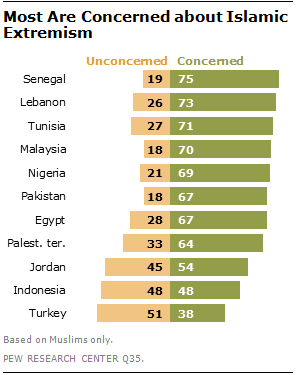 Most Are Concerned about Islamic
Extremism
Unconcerned Concerned
Senegal 19 75
Lebanon 26 73
Tunisia 27 71
Malaysia 18 70
Nigeria 21 69
Pakistan 18 67
Egypt 28 67
Palest. ter. 33 64
Jordan 45 54
Indonesia 48 48
Turkey 51 38
Based on Muslims only.
PEW RESEARCH CENTER Q35.